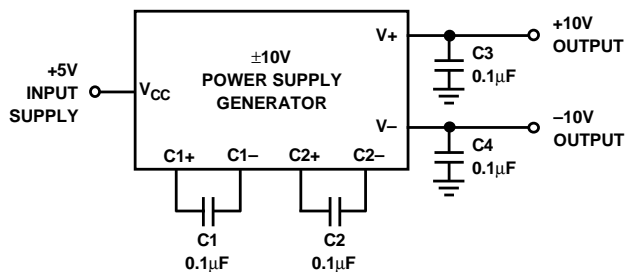 +5V
INPUT
SUPPLY
VCC
±10V
POWER SUPPLY
GENERATOR
V+
+10V
OUTPUT
C3
0.1µF
V–
–10V
OUTPUT
C4
0.1µF
C1+ C1– C2+ C2–
C1
0.1µF
C2
0.1µF